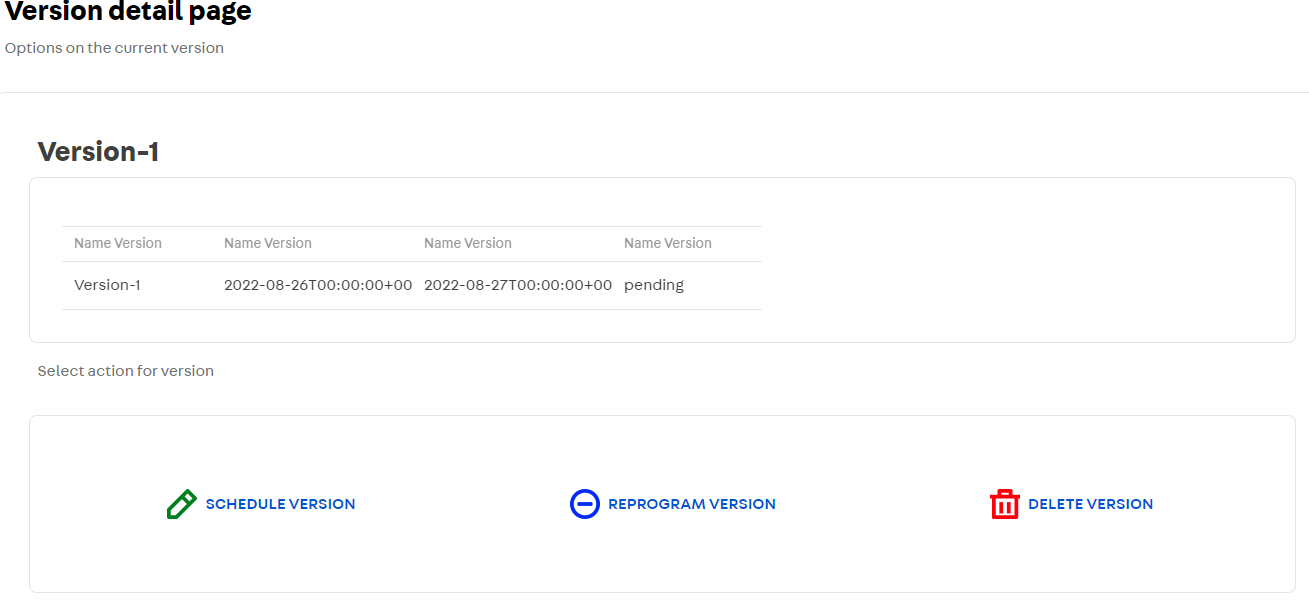 Version detail page
Options on the current version
Version-1
Name Version Name Version Name Version Name Version
Version-1 2022-08-26T00:00:00+00 2022-08-27T00:00:00+00 pending
Select action for version
SCHEDULE VERSION REPROGRAM VERSION DELETE VERSION